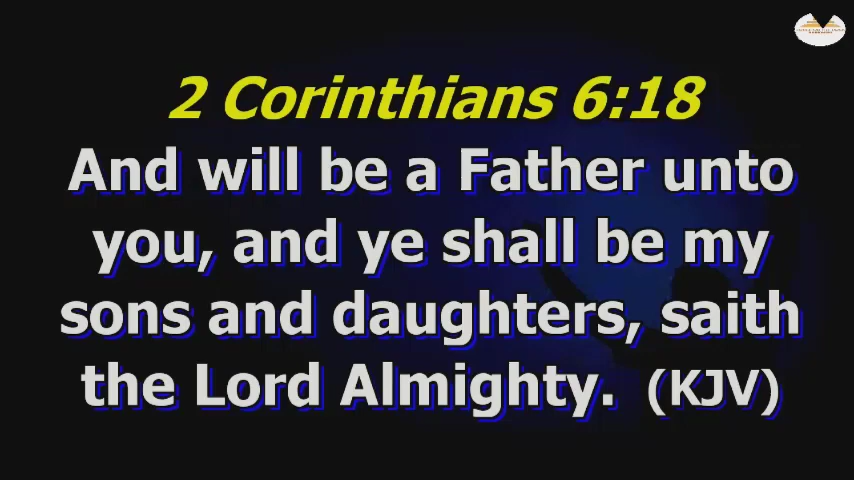 2 Corinthians 6:18
And will be a Father unto
you, and ye shall be my
sons and daughters, saith
the Lord Almighty. (KJV)